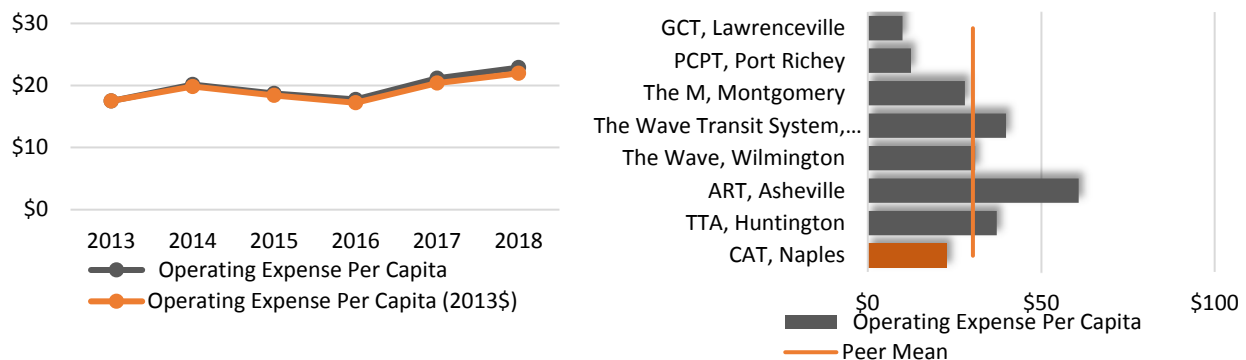 $30
$20
$10
$0
2013 2014 2015 2016 2017 2018
Operating Expense Per Capita
Operating Expense Per Capita (2013$)
GCT, Lawrenceville
PCPT, Port Richey
The M, Montgomery
The Wave Transit System,...
The Wave, Wilmington
ART, Asheville
TTA, Huntington
CAT, Naples
$0 $50 $100
Operating Expense Per Capita
Peer Mean